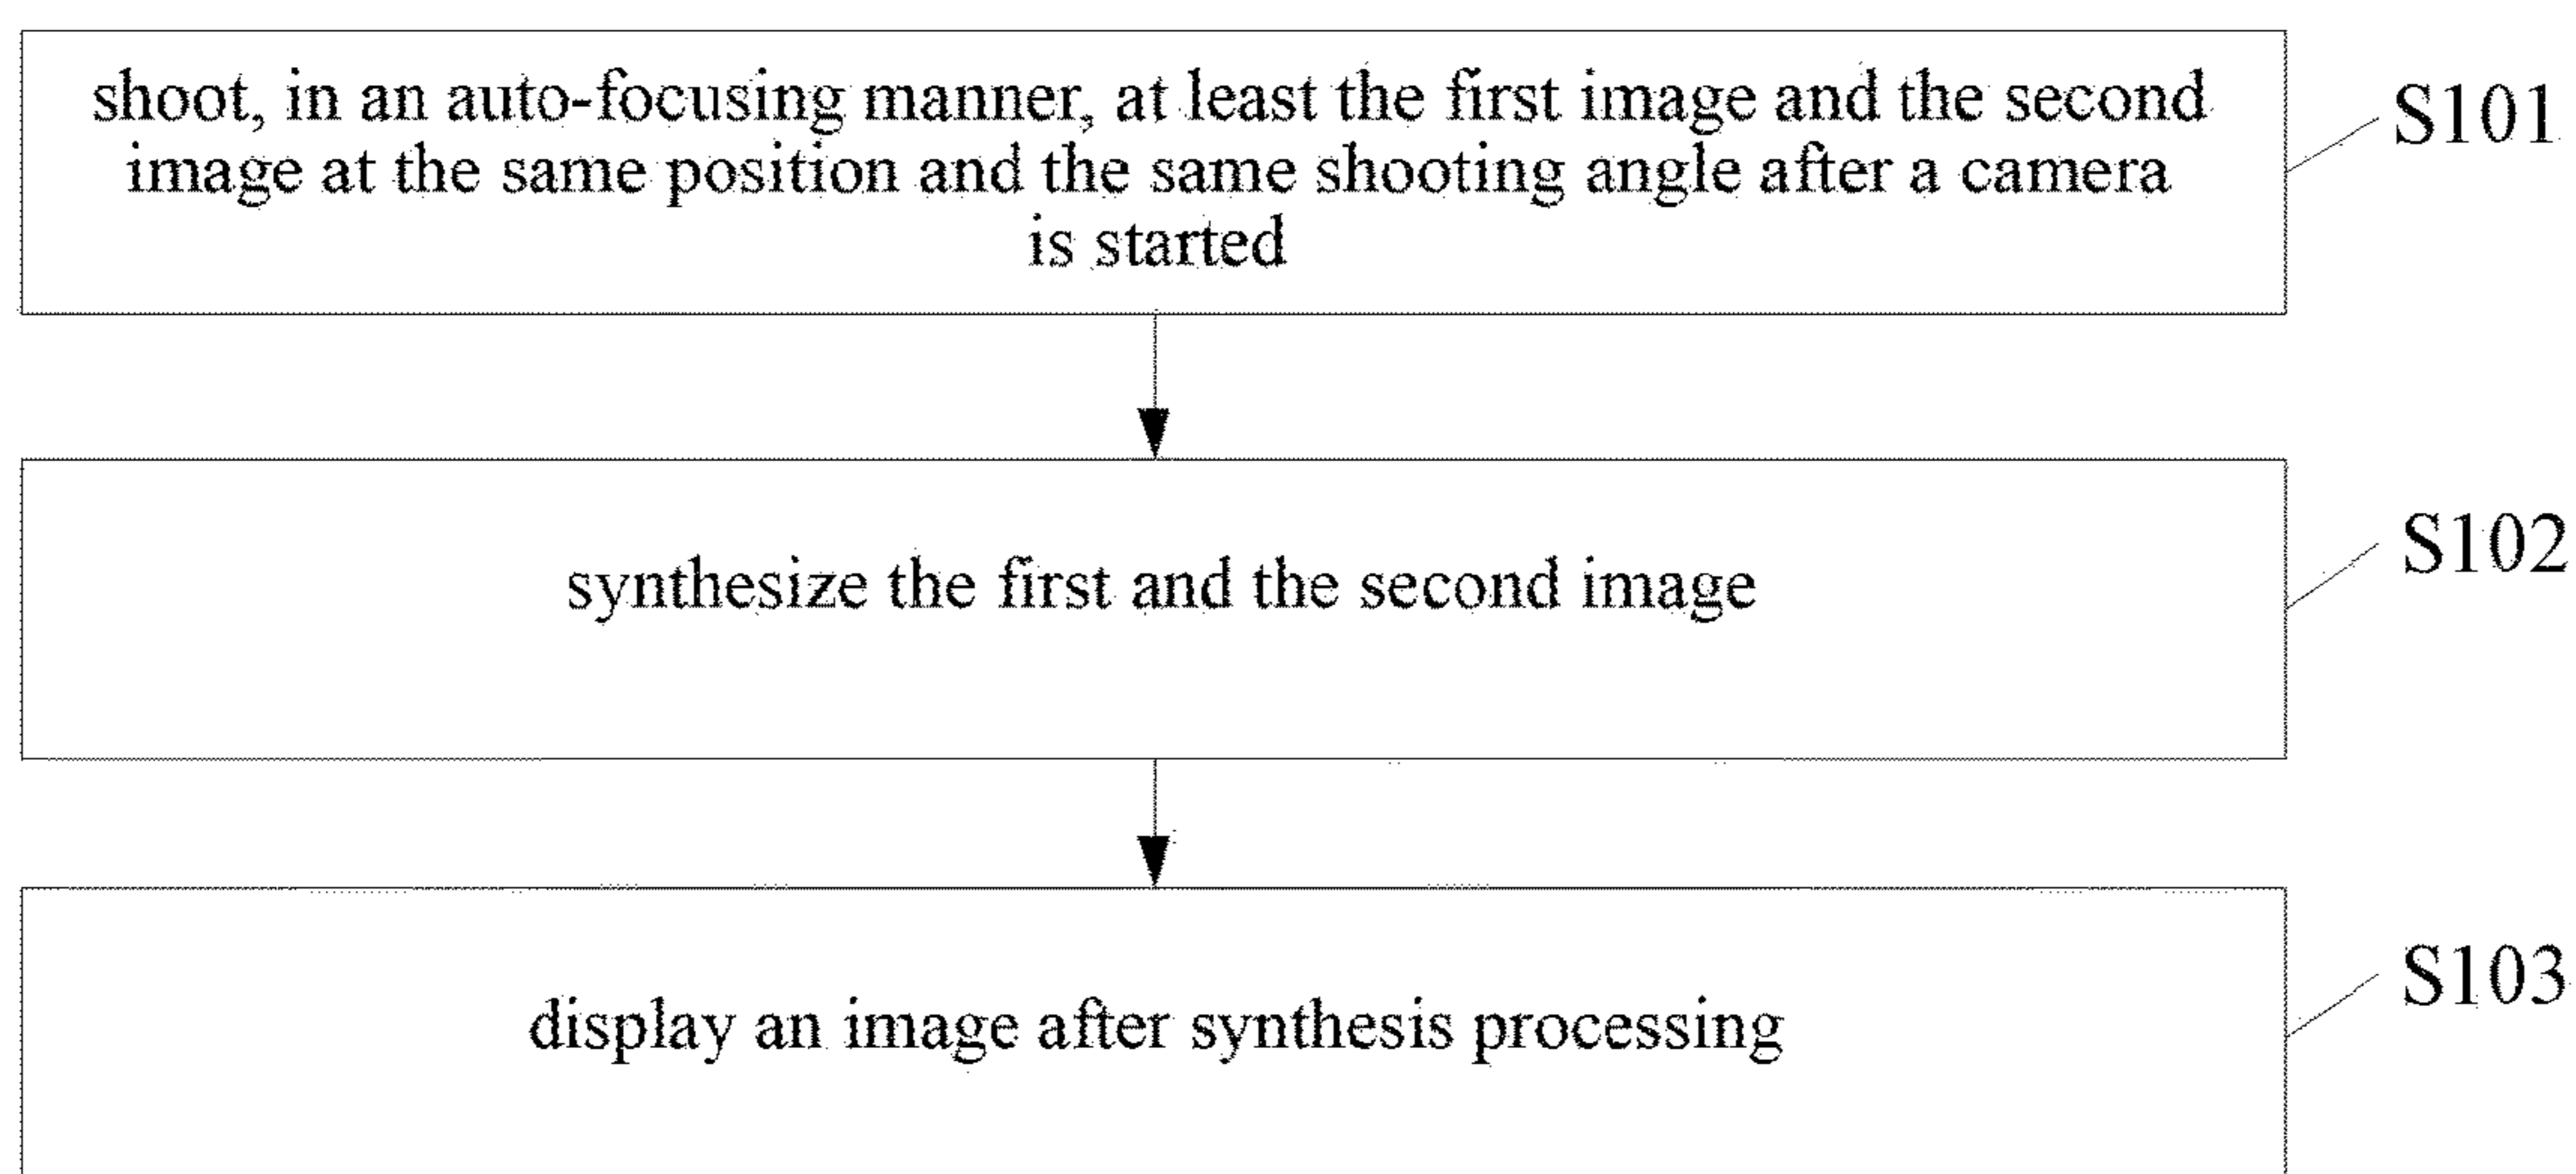 shoot, in an auto-focusing manner, at least the first image and the second
image at the same position and the same shooting angle after a camera
is started
S101
synthesize the first and the second image
S102
display an image after synthesis processing
S103